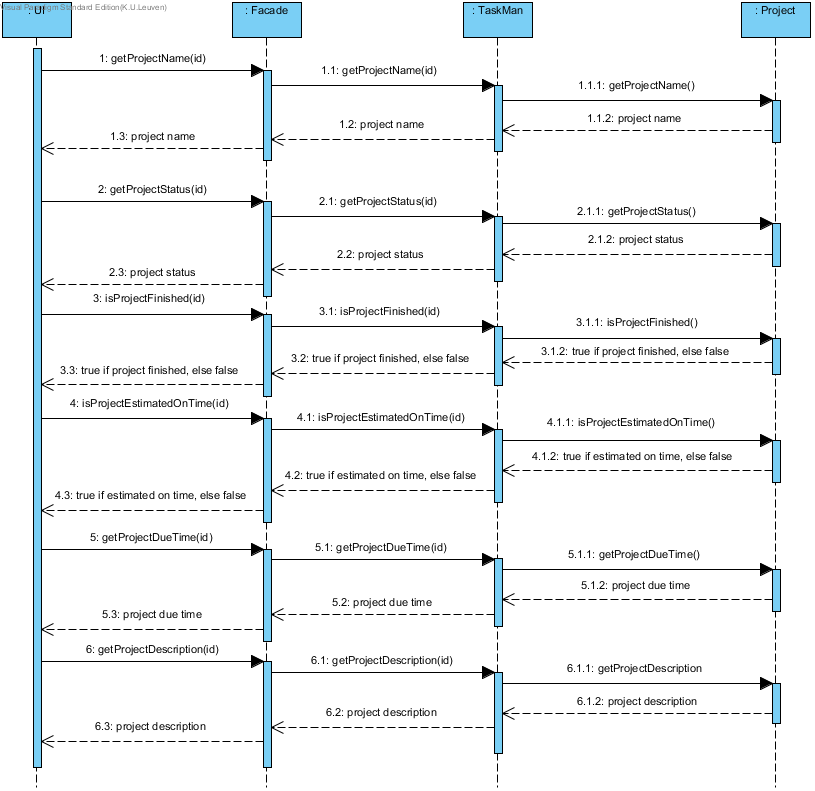 Visual Paradigm Standard Edition(K.U.Leuven)
: UI
: Facade
: TaskMan
: Project
1: getProjectName(id)
1.1: getProjectName(id)
1.1.1: getProjectName()
1.1.2: project name
1.2: project name
1.3: project name
2: getProjectStatus(id)
2.1: getProjectStatus(id)
2.1.1: getProjectStatus()
2.1.2: project status
2.2: project status
2.3: project status
3: isProjectFinished(id)
3.1: isProjectFinished(id)
3.1.1: isProjectFinished()
3.1.2: true if project finished, else false
3.2: true if project finished, else false
3.3: true if project finished, else false
4: isProjectEstimatedOnTime(id)
4.1: isProjectEstimatedOnTime(id)
4.1.1: isProjectEstimatedOnTime()
4.1.2: true if estimated on time, else false
4.2: true if estimated on time, else false
4.3: true if estimated on time, else false
5: getProjectDueTime(id)
5.1: getProjectDueTime(id)
5.1.1: getProjectDueTime()
5.1.2: project due time
5.2: project due time
5.3: project due time
6: getProjectDescription(id)
6.1: getProjectDescription(id)
6.1.1: getProjectDescription
6.1.2: project description
6.2: project description
6.3: project description